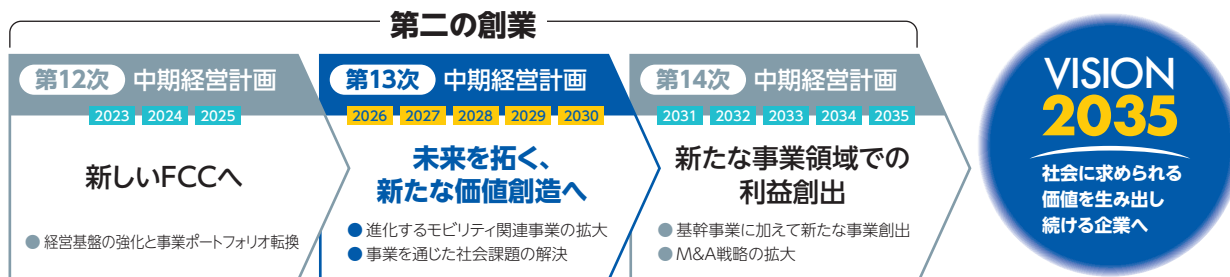 第二の創業
第12次 中期経営計画
2023 2024 2025
新しいFCCへ
● 経営基盤の強化と事業ポートフォリオ転換
第13次 中期経営計画
2026 2027 2028 2029 2030
未来を拓く、
新たな価値創造へ
● 進化するモビリティ関連事業の拡大
● 事業を通じた社会課題の解決
第14次 中期経営計画
2031 2032 2033 2034 2035
新たな事業領域での
利益創出
● 基幹事業に加えて新たな事業創出
● M&A戦略の拡大
VISION
2035
社会に求められる
価値を生み出し
続ける企業へ